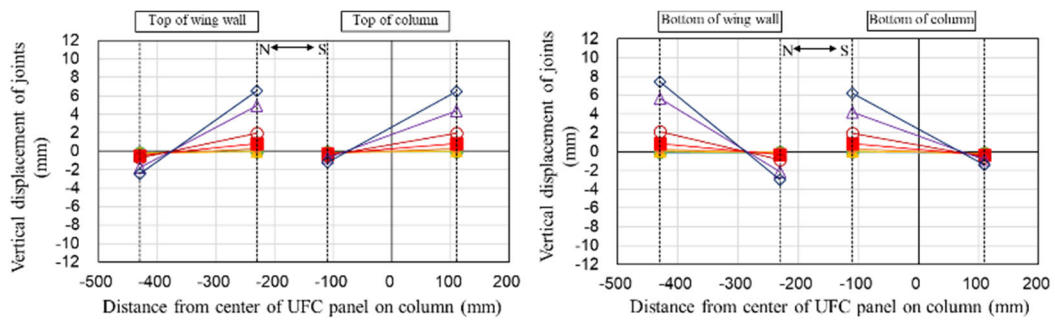 Top of wing wall
Top of column
N S
12
10
8
6
4
2
0
-2
-4
-6
-8
-10
-12
Vertical displacement of joints
(mm)
-500 -400 -300 -200 -100 0 100 200
Distance from center of UFC panel on column (mm)
Bottom of wing wall
Bottom of column
N S
12
10
8
6
4
2
0
-2
-4
-6
-8
-10
-12
Vertical displacement of joints
(mm)
-500 -400 -300 -200 -100 0 100 200
Distance from center of UFC panel on column (mm)